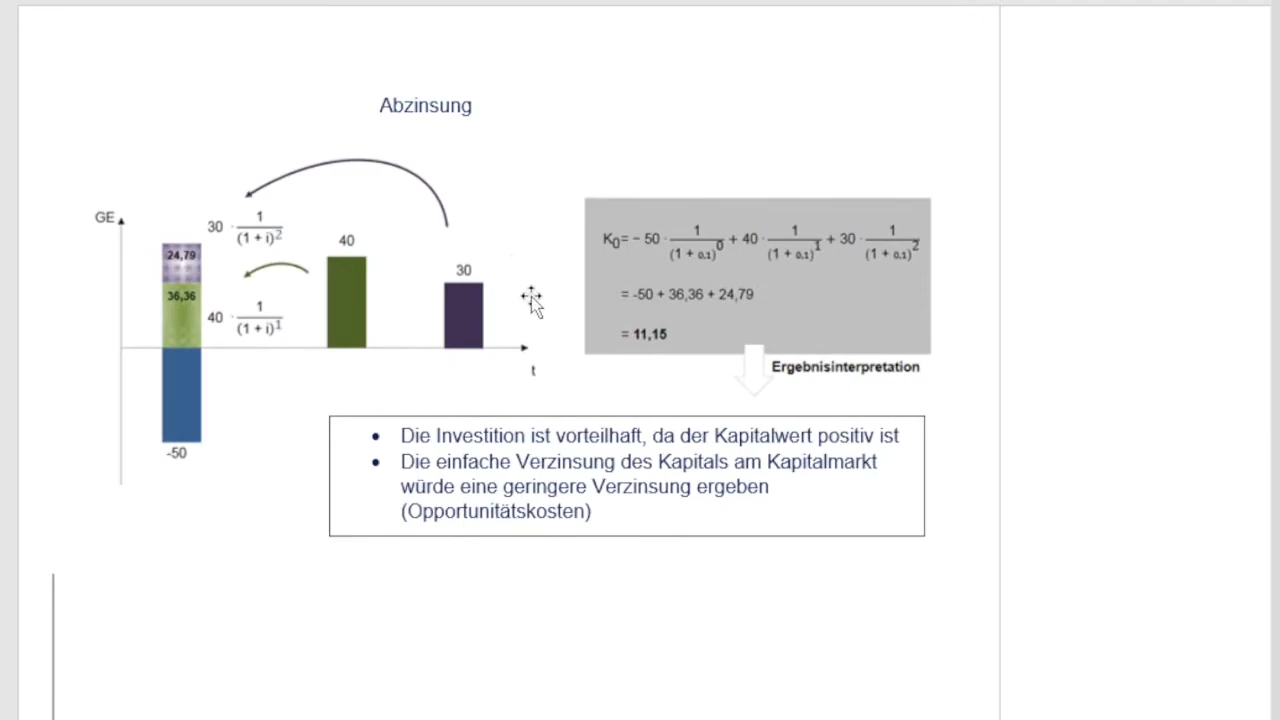 Abzinsung
GE
24,79
36,36
-50
30 · 1/(1 + i)²
40 · 1/(1 + i)¹
40
30
t
K₀= − 50 · 1/(1 + 0,1)⁰ + 40 · 1/(1 + 0,1)¹ + 30 · 1/(1 + 0,1)²
= -50 + 36,36 + 24,79
= 11,15
Ergebnisinterpretation
• Die Investition ist vorteilhaft, da der Kapitalwert positiv ist
• Die einfache Verzinsung des Kapitals am Kapitalmarkt
würde eine geringere Verzinsung ergeben
(Opportunitätskosten)